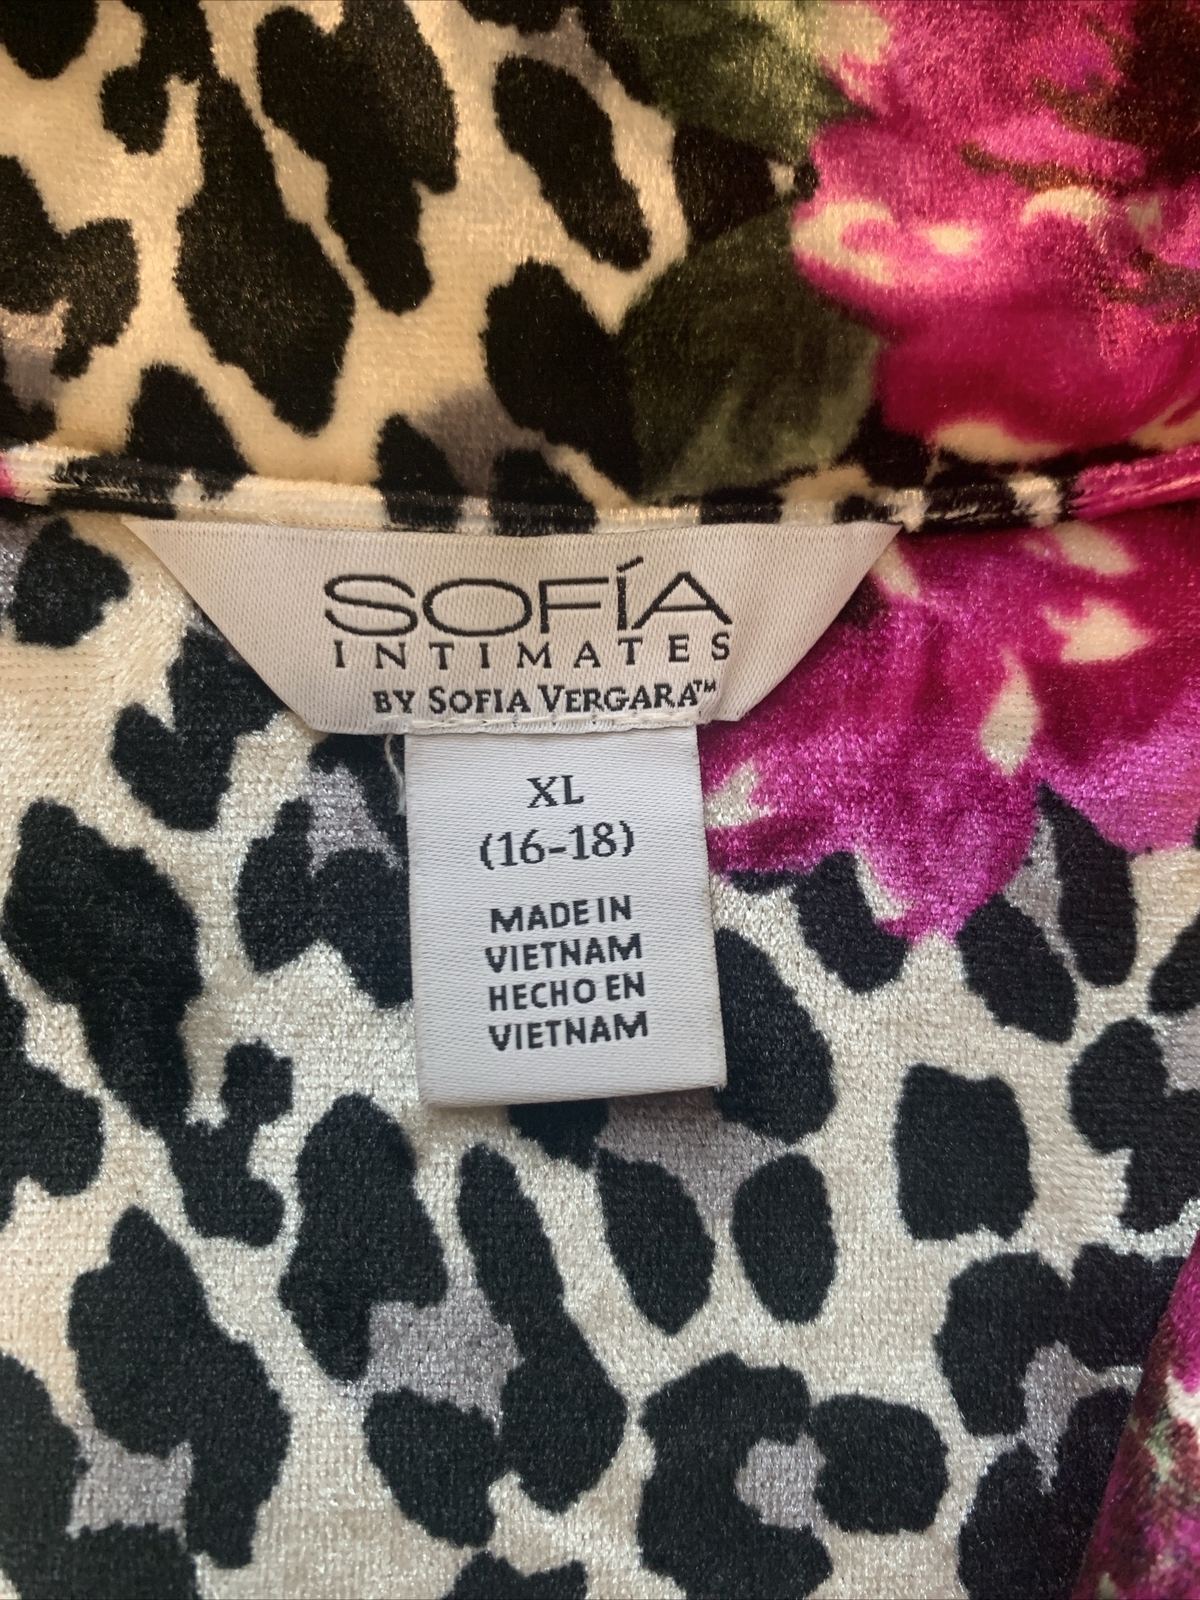 SOFÍA
INTIMATES
BY SOFIA VERGARA™
XL
(16-18)
MADE IN
VIETNAM
HECHO EN
VIETNAM